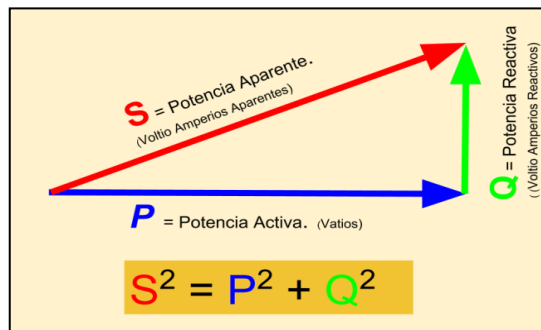 S = Potencia Aparente.
(Voltio Amperios Aparentes)
P = Potencia Activa. (Vatios)
Q = Potencia Reactiva
((Voltio Amperios Reactivos)
S² = P² + Q²